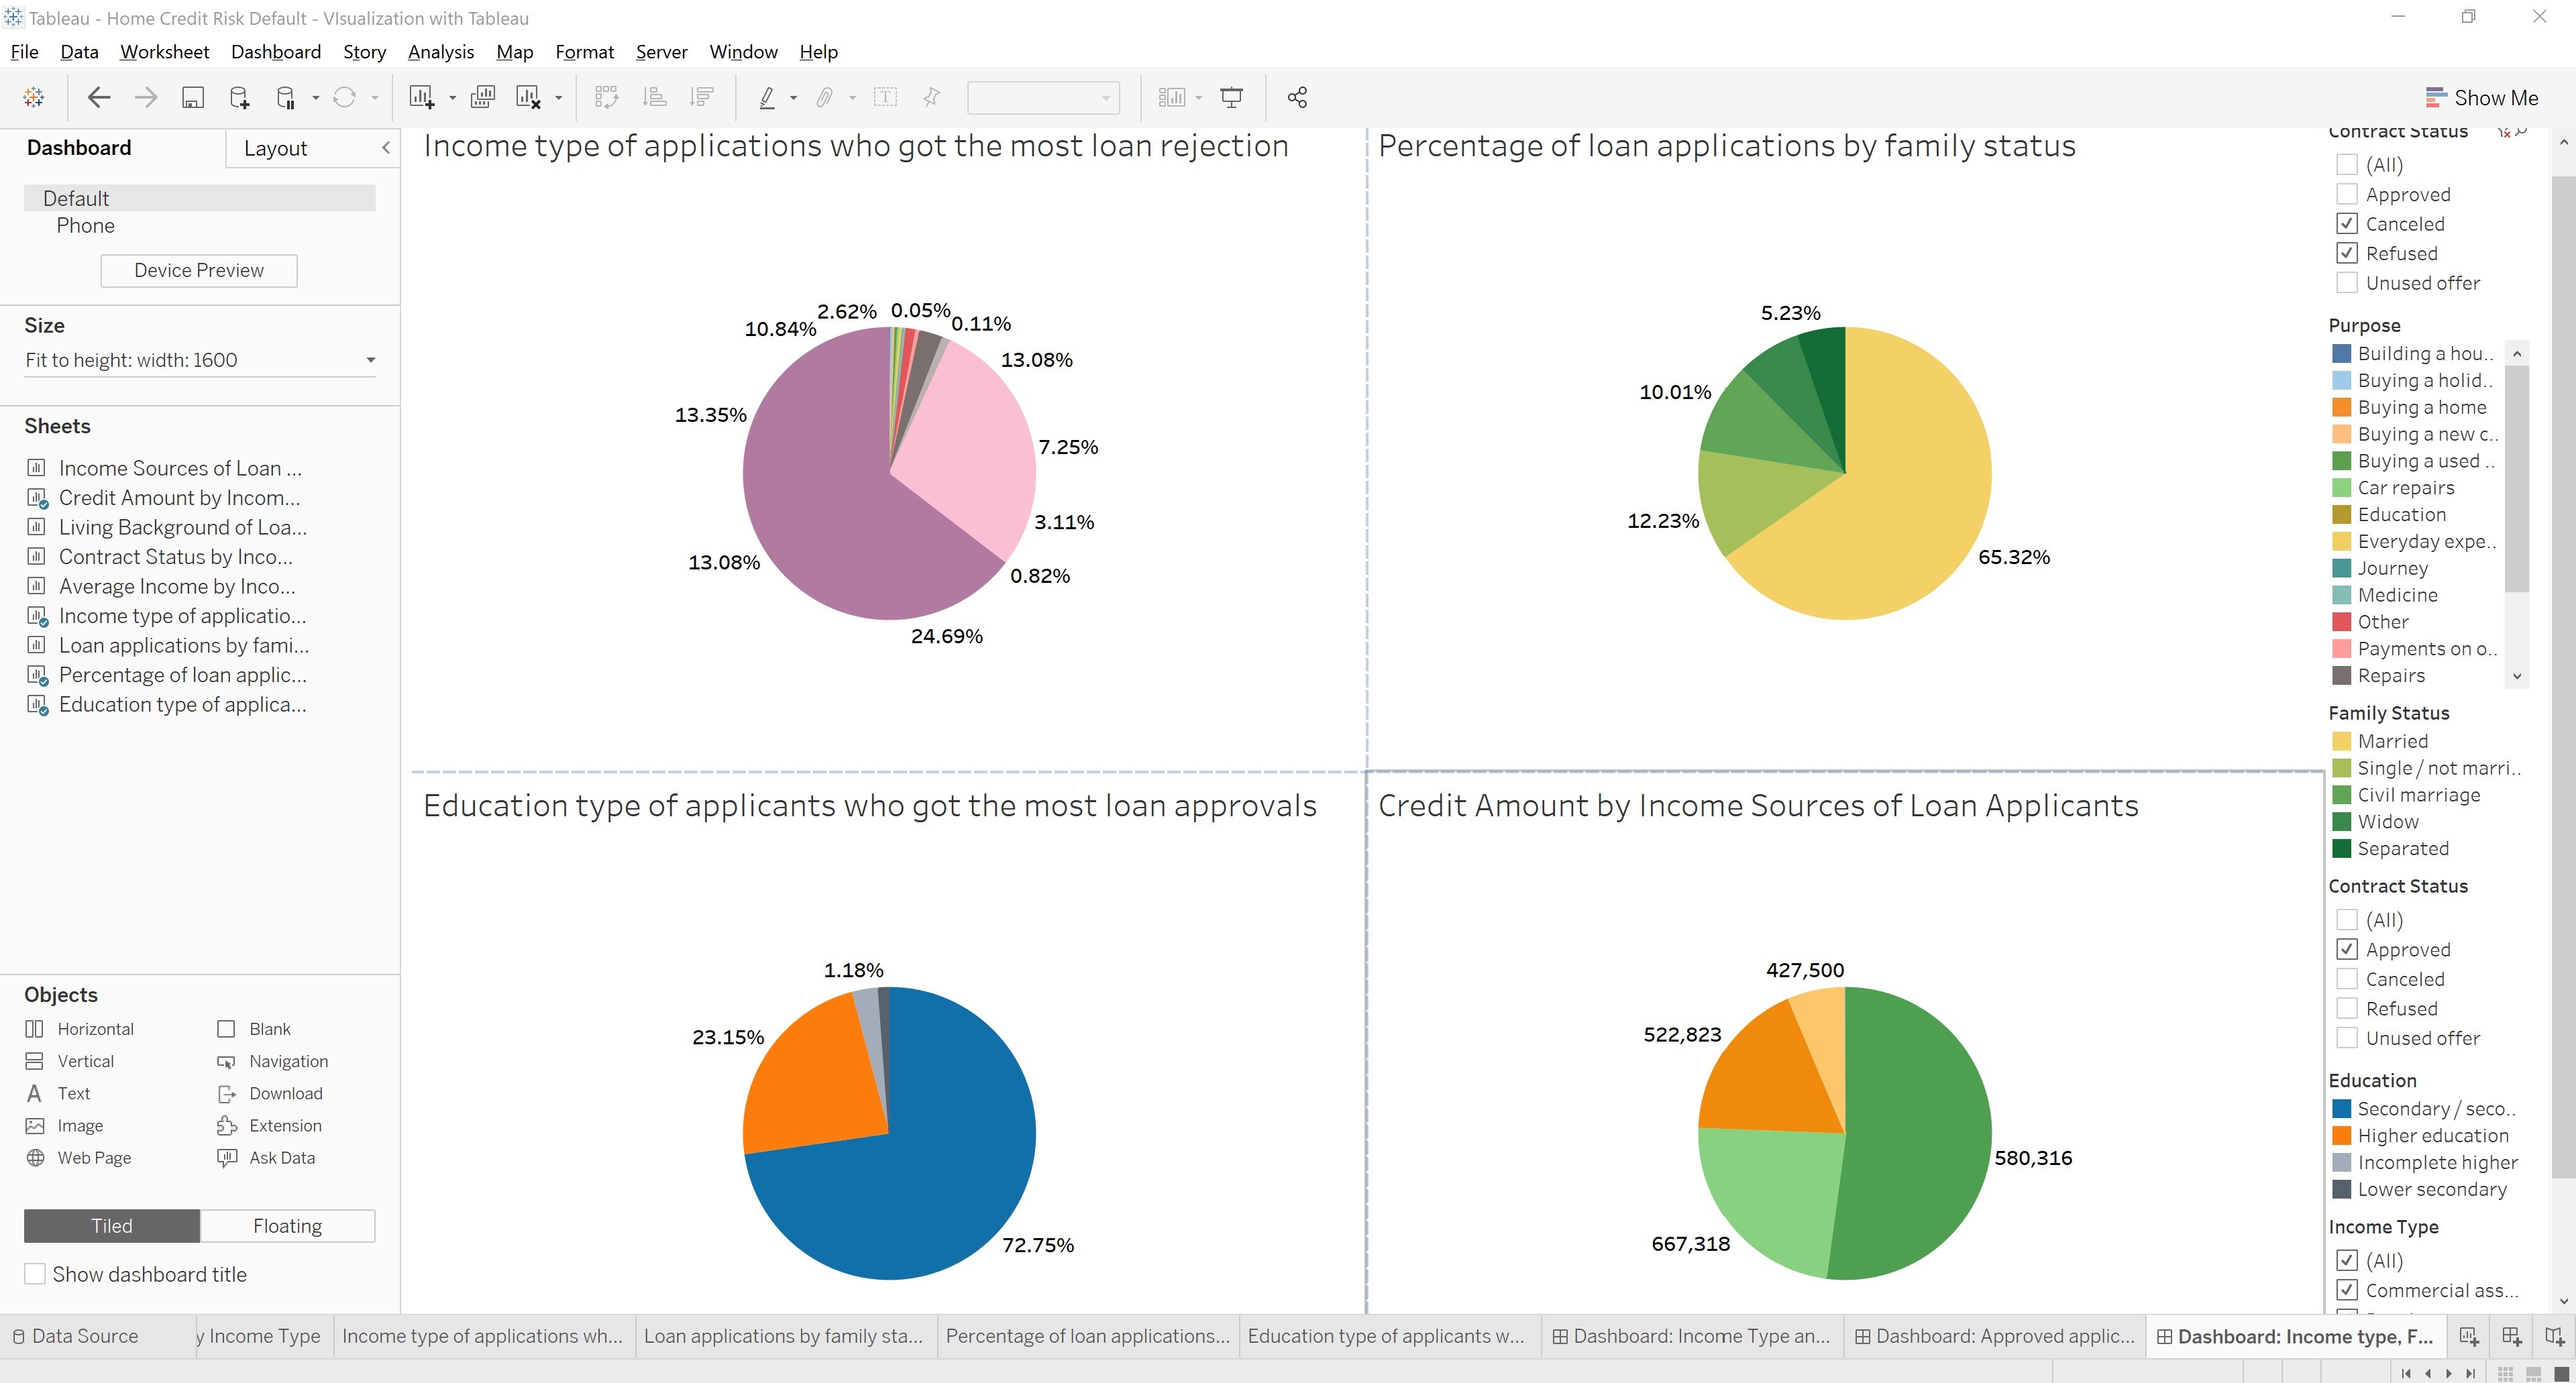 Tableau - Home Credit Risk Default - VIsualization with Tableau
File Data Worksheet Dashboard Story Analysis Map Format Server Window Help
Show Me
Dashboard
Layout
Default
Phone
Device Preview
Size
Fit to height: width: 1600
Sheets
Income Sources of Loan ...
Credit Amount by Incom...
Living Background of Loa...
Contract Status by Inco...
Average Income by Inco...
Income type of applicatio...
Loan applications by fami...
Percentage of loan applic...
Education type of applica...
Objects
Horizontal
Blank
Vertical
Navigation
Text
Download
Image
Extension
Web Page
Ask Data
Tiled
Floating
Show dashboard title
Income type of applications who got the most loan rejection
2.62%
0.05%
10.84%
0.11%
13.08%
13.35%
7.25%
3.11%
13.08%
0.82%
24.69%
Percentage of loan applications by family status
5.23%
10.01%
12.23%
65.32%
Education type of applicants who got the most loan approvals
1.18%
23.15%
72.75%
Credit Amount by Income Sources of Loan Applicants
427,500
522,823
580,316
667,318
Contract Status
(All)
Approved
Canceled
Refused
Unused offer
Purpose
Building a hou..
Buying a holid..
Buying a home
Buying a new c..
Buying a used ..
Car repairs
Education
Everyday expe..
Journey
Medicine
Other
Payments on o..
Repairs
Family Status
Married
Single / not marri..
Civil marriage
Widow
Separated
Contract Status
(All)
Approved
Canceled
Refused
Unused offer
Education
Secondary / seco..
Higher education
Incomplete higher
Lower secondary
Income Type
(All)
Commercial ass...
Data Source
y Income Type
Income type of applications wh...
Loan applications by family sta...
Percentage of loan applications...
Education type of applicants w...
Dashboard: Income Type an...
Dashboard: Approved applic...
Dashboard: Income type, F...